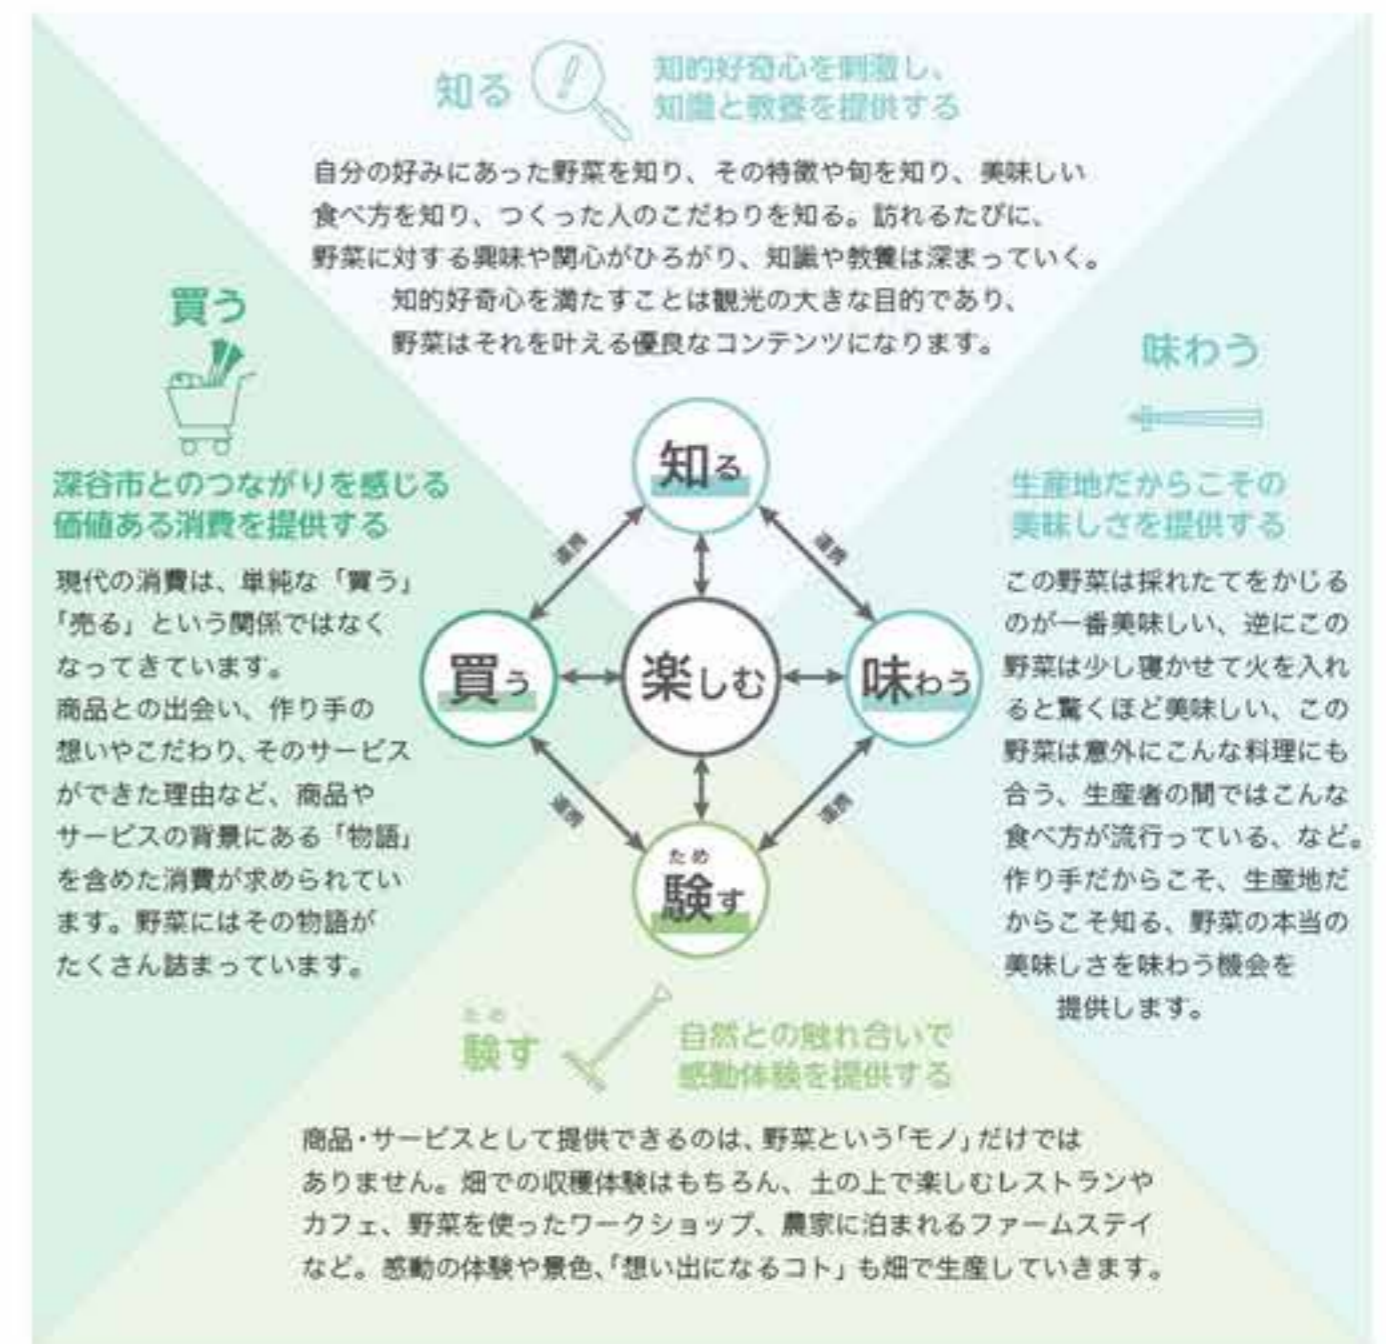 知る
知的好奇心を刺激し、
知識と教養を提供する
自分の好みにあった野菜を知り、その特徴や旬を知り、美味しい
食べ方を知り、つくった人のこだわりを知る。訪れるたびに、
野菜に対する興味や関心がひろがり、知識や教養は深まっていく。
知的好奇心を満たすことは観光の大きな目的であり、
野菜はそれを叶える優良なコンテンツになります。
買う
深谷市とのつながりを感じる
価値ある消費を提供する
現代の消費は、単純な「買う」
「売る」という関係ではなく
なってきています。
商品との出会い、作り手の
想いやこだわり、そのサービス
ができた理由など、商品や
サービスの背景にある「物語」
を含めた消費が求められてい
ます。野菜にはその物語が
たくさん詰まっています。
知る
連携
連携
買う
楽しむ
味わう
連携
連携
ため
験す
味わう
生産地だからこその
美味しさを提供する
この野菜は採れたてをかじる
のが一番美味しい、逆にこの
野菜は少し寝かせて火を入れ
ると驚くほど美味しい、この
野菜は意外にこんな料理にも
合う、生産者の間ではこんな
食べ方が流行っている、など。
作り手だからこそ、生産地だ
からこそ知る、野菜の本当の
美味しさを味わう機会を
提供します。
ため
験す
自然との触れ合いで
感動体験を提供する
商品・サービスとして提供できるのは、野菜という「モノ」だけでは
ありません。畑での収穫体験はもちろん、土の上で楽しむレストランや
カフェ、野菜を使ったワークショップ、農家に泊まれるファームステイ
など。感動の体験や景色、「想い出になるコト」も畑で生産していきます。